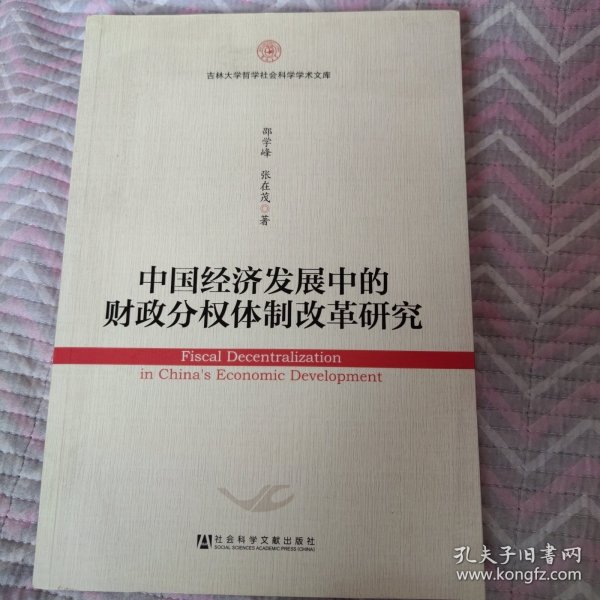 吉林大学哲学社会科学学术文库
邵学峰 张在茂◎著
中国经济发展中的
财政分权体制改革研究
Fiscal Decentralization
in China's Economic Development
社会科学文献出版社
SOCIAL SCIENCES ACADEMIC PRESS (CHINA)
孔夫子旧书网
www.kongfz.com